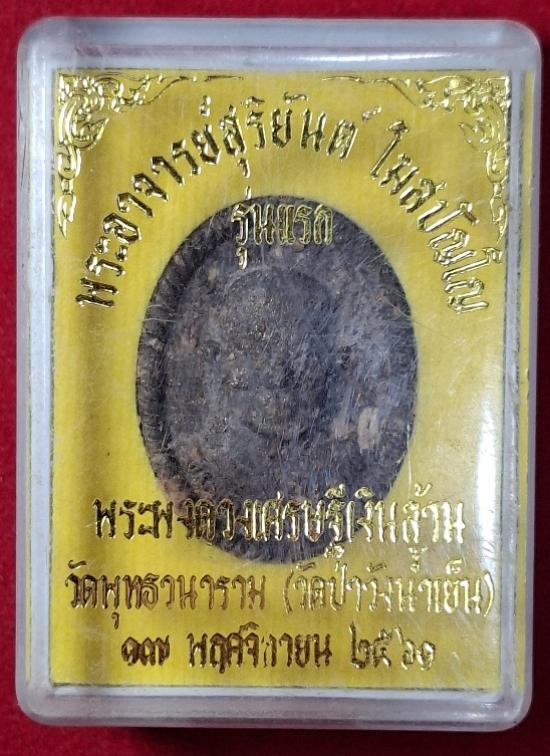 พระอาจารย์สุริยันต์ โฆสปัญโญ
รุ่นแรก
พระผงดวงเศรษฐีเงินล้าน
วัดพุทธวนาราม (วัดป่าวังน้ำเย็น)
๑๗ พฤศจิกายน ๒๕๖๑